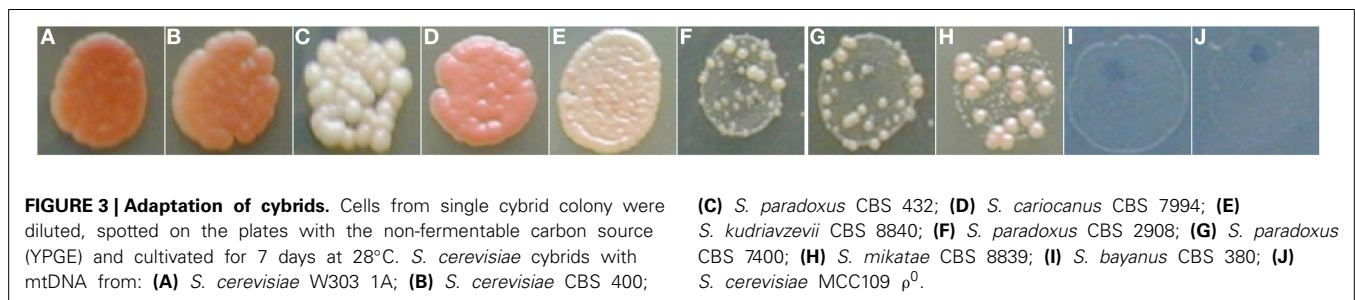 A B C D E F G H I J
FIGURE 3 | Adaptation of cybrids. Cells from single cybrid colony were
diluted, spotted on the plates with the non-fermentable carbon source
(YPGE) and cultivated for 7 days at 28°C. S. cerevisiae cybrids with
mtDNA from: (A) S. cerevisiae W303 1A; (B) S. cerevisiae CBS 400;
(C) S. paradoxus CBS 432; (D) S. cariocanus CBS 7994; (E)
S. kudriavzevii CBS 8840; (F) S. paradoxus CBS 2908; (G) S. paradoxus
CBS 7400; (H) S. mikatae CBS 8839; (I) S. bayanus CBS 380; (J)
S. cerevisiae MCC109 ρ⁰.